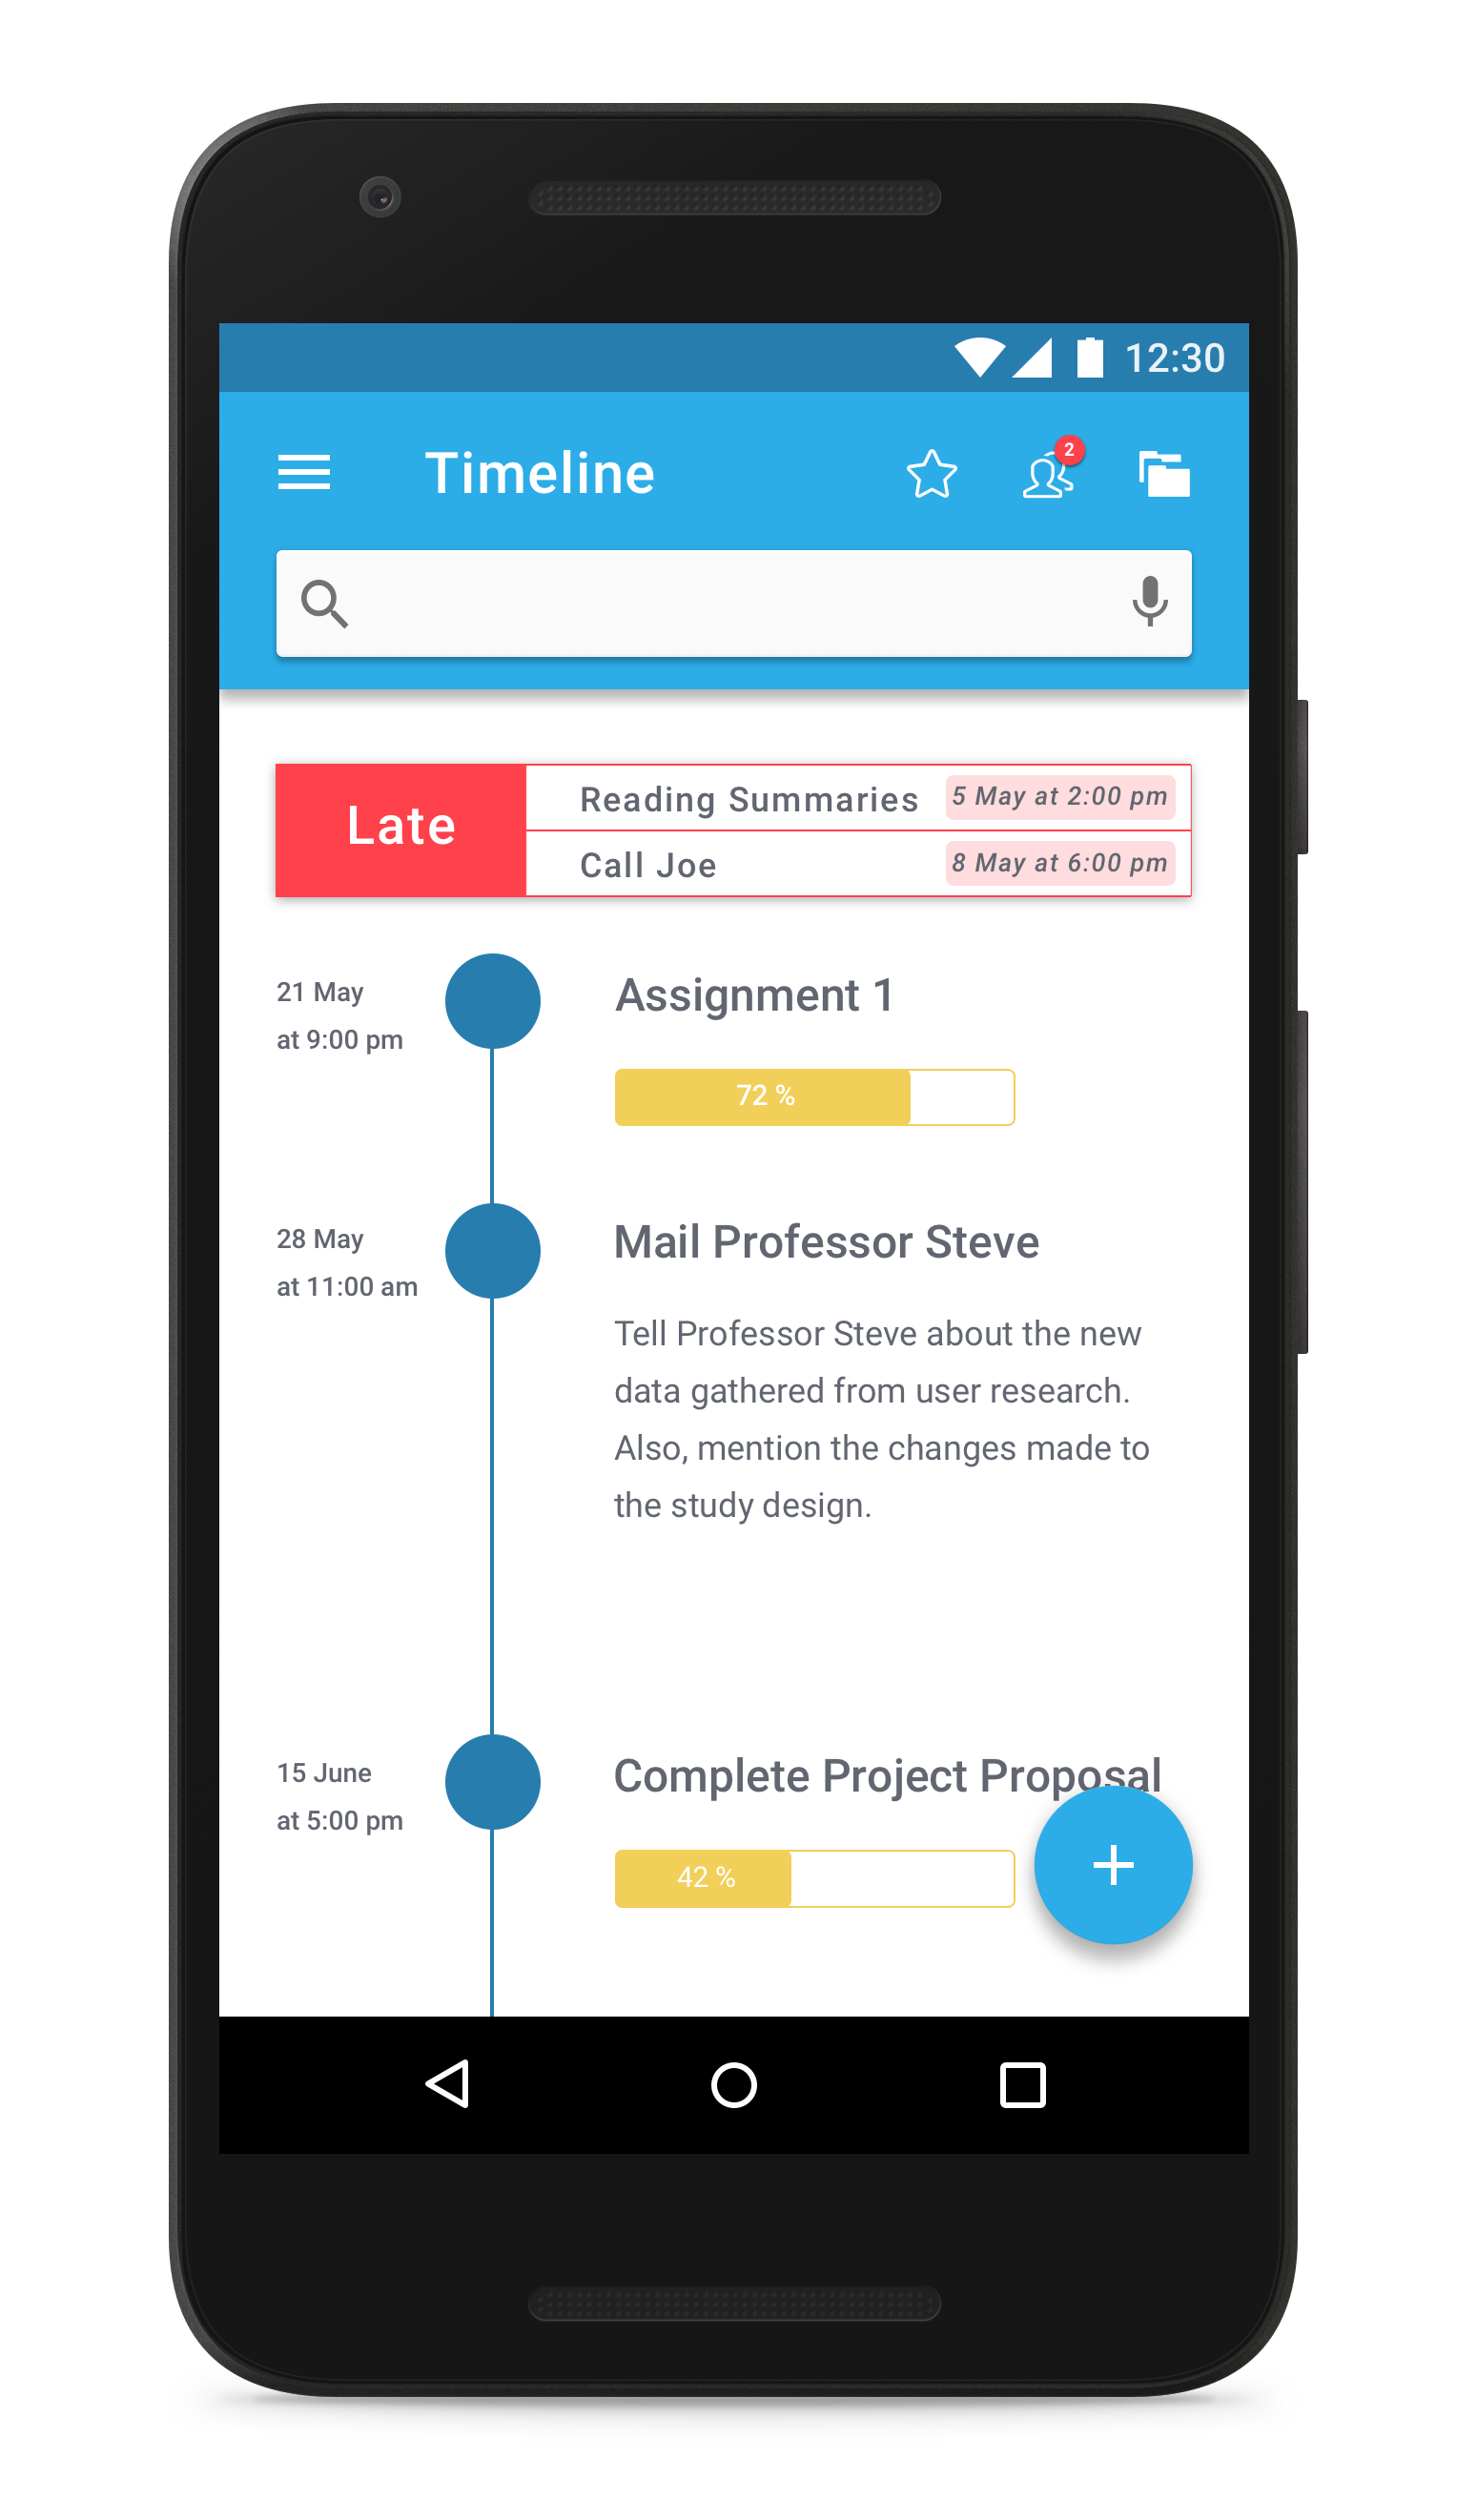 12:30
Timeline
2
Late
Reading Summaries 5 May at 2:00 pm
Call Joe 8 May at 6:00 pm
21 May
at 9:00 pm
Assignment 1
72 %
28 May
at 11:00 am
Mail Professor Steve
Tell Professor Steve about the new
data gathered from user research.
Also, mention the changes made to
the study design.
15 June
at 5:00 pm
Complete Project Proposal
42 %
+